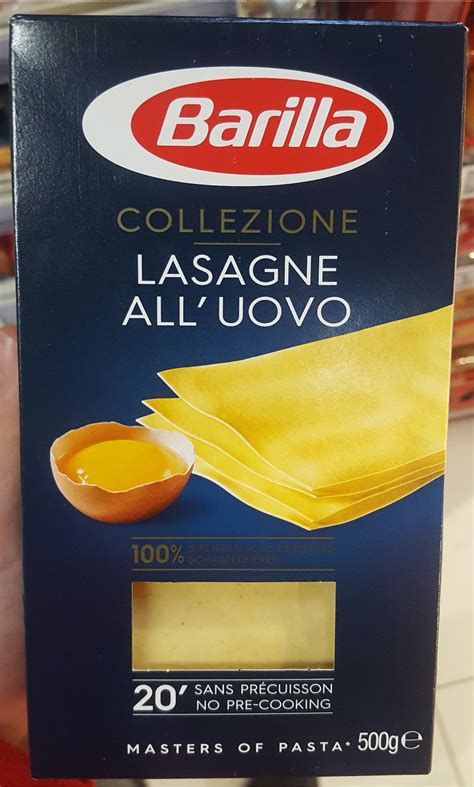 Barilla
COLLEZIONE
LASAGNE
ALL'UOVO
100%
20' SANS PRÉCUISSON
NO PRE-COOKING
MASTERS OF PASTA* 500g℮